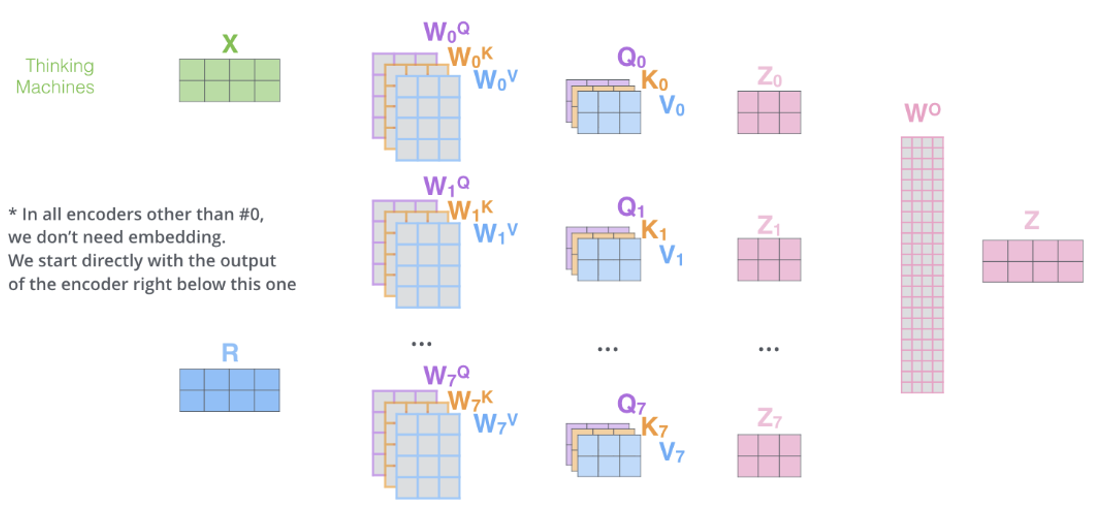 X
Thinking
Machines
W₀Q
W₀K
W₀V
Q₀
K₀
V₀
Z₀
Wᴼ
W₁Q
W₁K
W₁V
Q₁
K₁
V₁
Z₁
Z
* In all encoders other than #0,
we don’t need embedding.
We start directly with the output
of the encoder right below this one
R
...
...
...
W₇Q
W₇K
W₇V
Q₇
K₇
V₇
Z₇